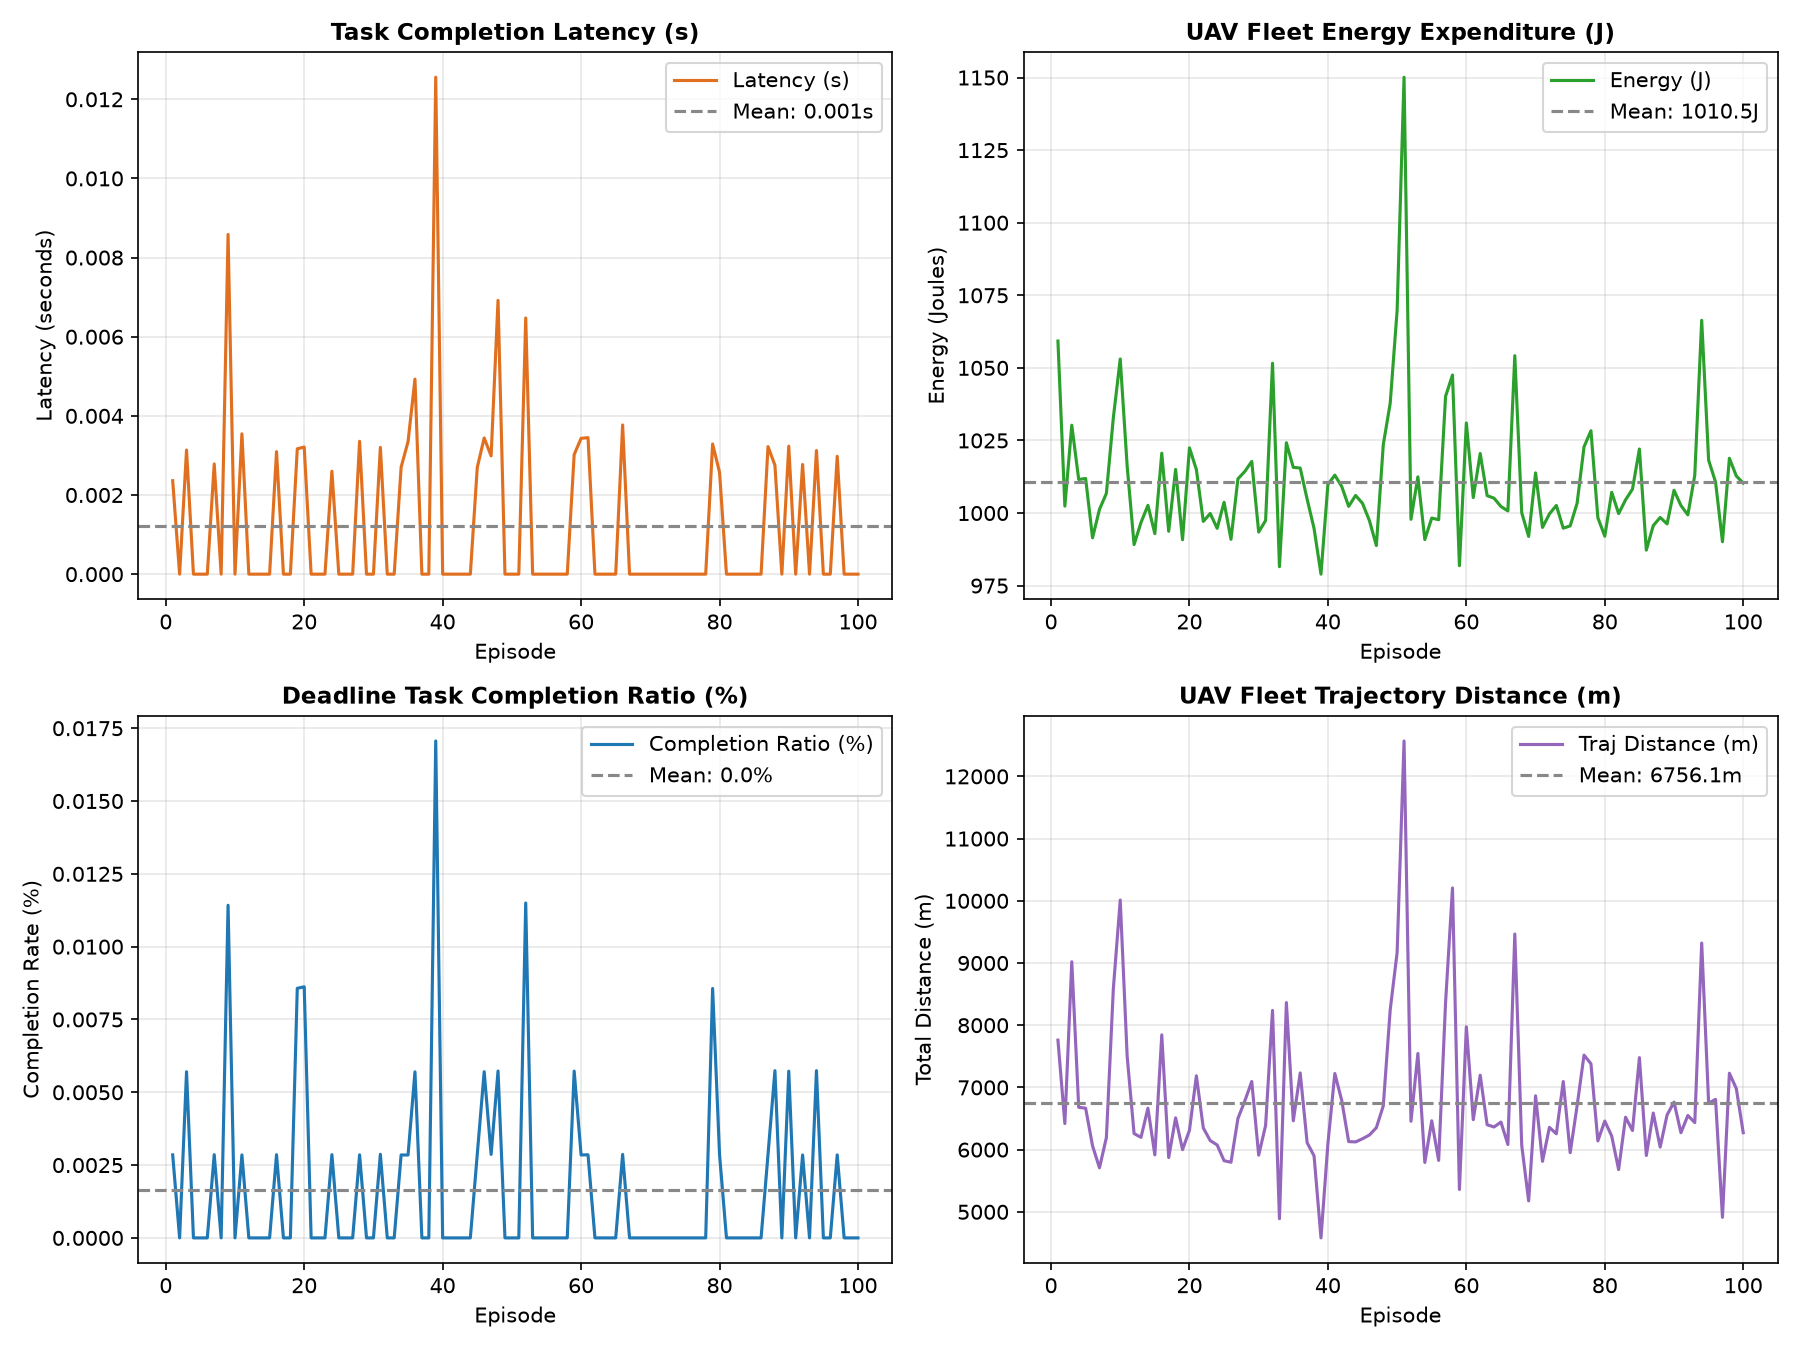 Task Completion Latency (s)
Latency (s)
Mean: 0.001s
Latency (seconds)
0.012
0.010
0.008
0.006
0.004
0.002
0.000
0 20 40 60 80 100
Episode
UAV Fleet Energy Expenditure (J)
Energy (J)
Mean: 1010.5J
Energy (Joules)
1150
1125
1100
1075
1050
1025
1000
975
0 20 40 60 80 100
Episode
Deadline Task Completion Ratio (%)
Completion Ratio (%)
Mean: 0.0%
Completion Rate (%)
0.0175
0.0150
0.0125
0.0100
0.0075
0.0050
0.0025
0.0000
0 20 40 60 80 100
Episode
UAV Fleet Trajectory Distance (m)
Traj Distance (m)
Mean: 6756.1m
Total Distance (m)
12000
11000
10000
9000
8000
7000
6000
5000
0 20 40 60 80 100
Episode